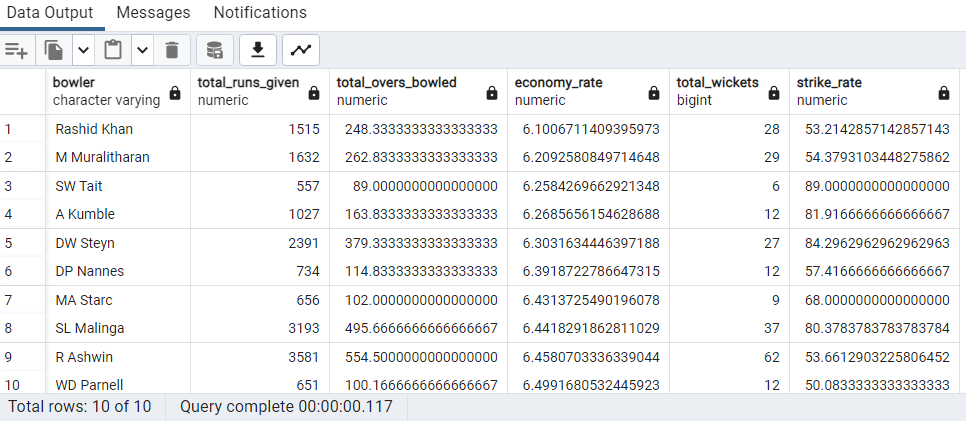 Data Output Messages Notifications
bowler total_runs_given total_overs_bowled economy_rate total_wickets strike_rate
character varying numeric numeric numeric bigint numeric
1 Rashid Khan 1515 248.3333333333333333 6.1006711409395973 28 53.2142857142857143
2 M Muralitharan 1632 262.8333333333333333 6.2092580849714648 29 54.3793103448275862
3 SW Tait 557 89.0000000000000000 6.2584269662921348 6 89.0000000000000000
4 A Kumble 1027 163.8333333333333333 6.2685656154628688 12 81.9166666666666667
5 DW Steyn 2391 379.3333333333333333 6.3031634446397188 27 84.2962962962962963
6 DP Nannes 734 114.8333333333333333 6.3918722786647315 12 57.4166666666666667
7 MA Starc 656 102.0000000000000000 6.4313725490196078 9 68.0000000000000000
8 SL Malinga 3193 495.6666666666666667 6.4418291862811029 37 80.3783783783783784
9 R Ashwin 3581 554.5000000000000000 6.4580703336339044 62 53.6612903225806452
10 WD Parnell 651 100.1666666666666667 6.4991680532445923 12 50.0833333333333333
Total rows: 10 of 10 Query complete 00:00:00.117